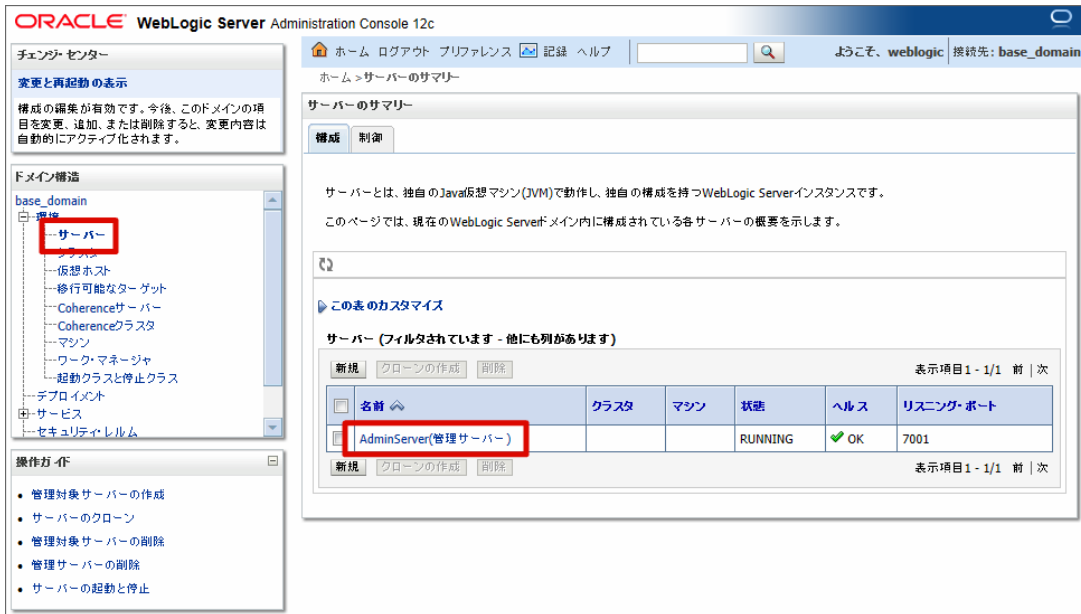 ORACLE WebLogic Server Administration Console 12c
チェンジ・センター
変更と再起動の表示
構成の編集が有効です。今後、このドメインの項
目を変更、追加、または削除すると、変更内容は
自動的にアクティブ化されます。
ドメイン構造
base_domain
環境
サーバー
クラスタ
仮想ホスト
移行可能なターゲット
Coherenceサーバー
Coherenceクラスタ
マシン
ワーク・マネージャ
起動クラスと停止クラス
デプロイメント
サービス
セキュリティ・レルム
操作ガイド
管理対象サーバーの作成
サーバーのクローン
管理対象サーバーの削除
管理サーバーの削除
サーバーの起動と停止
ホーム ログアウト プリファレンス 記録 ヘルプ
ようこそ、weblogic 接続先: base_domain
ホーム >サーバーのサマリー
サーバーのサマリー
構成 制御
サーバーとは、独自のJava仮想マシン(JVM)で動作し、独自の構成を持つWebLogic Serverインスタンスです。
このページでは、現在のWebLogic Serverドメイン内に構成されている各サーバーの概要を示します。
この表のカスタマイズ
サーバー (フィルタされています - 他にも列があります)
新規 クローンの作成 削除 表示項目1 - 1/1 前 | 次
名前 クラスタ マシン 状態 ヘルス リスニング・ポート
AdminServer(管理サーバー) RUNNING OK 7001
新規 クローンの作成 削除 表示項目1 - 1/1 前 | 次